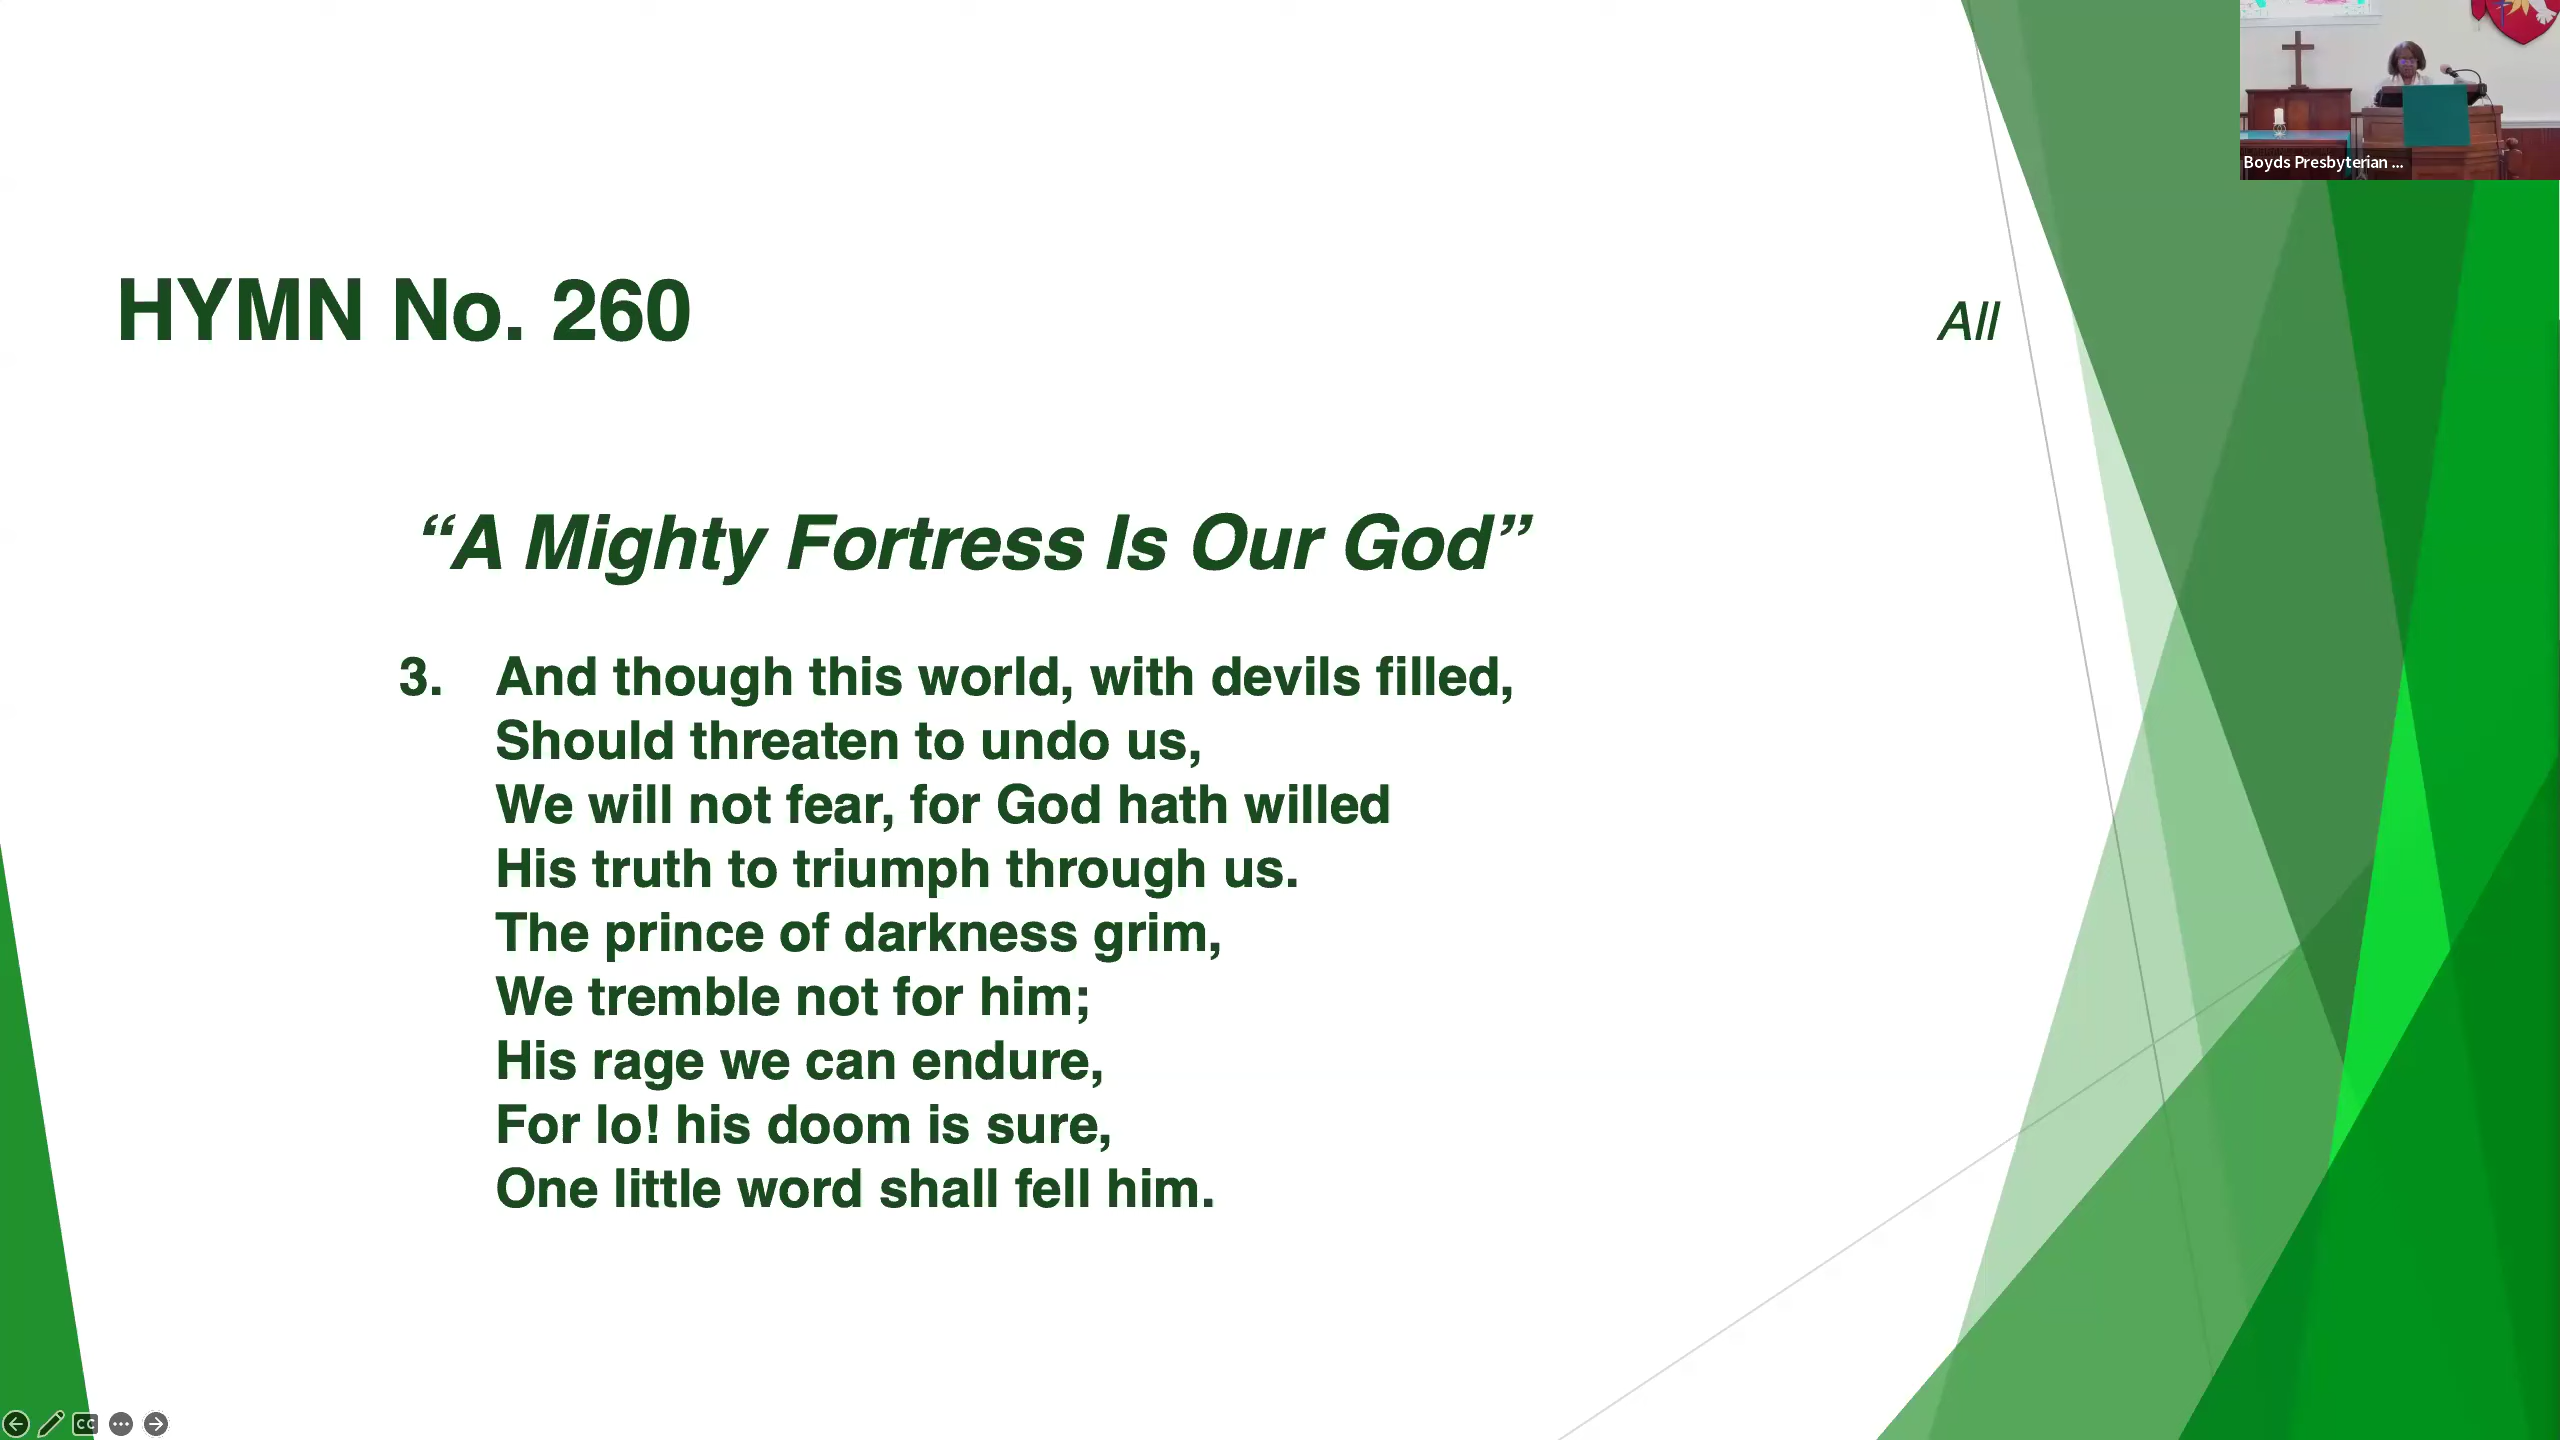 Boyds Presbyterian ...
HYMN No. 260
All
“A Mighty Fortress Is Our God”
3. And though this world, with devils filled,
Should threaten to undo us,
We will not fear, for God hath willed
His truth to triumph through us.
The prince of darkness grim,
We tremble not for him;
His rage we can endure,
For lo! his doom is sure,
One little word shall fell him.
CC